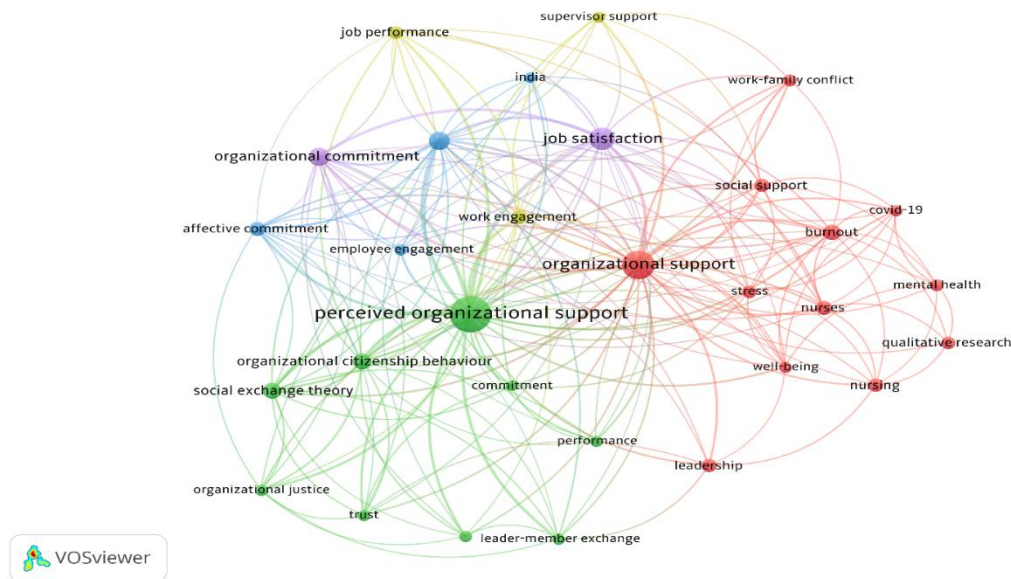 supervisor support
job performance
india
work-family conflict
job satisfaction
organizational commitment
social support
covid-19
work engagement
affective commitment
burnout
employee engagement
organizational support
mental health
stress
nurses
perceived organizational support
qualitative research
organizational citizenship behaviour
well-being
social exchange theory
commitment
nursing
performance
leadership
organizational justice
trust
leader-member exchange
VOSviewer